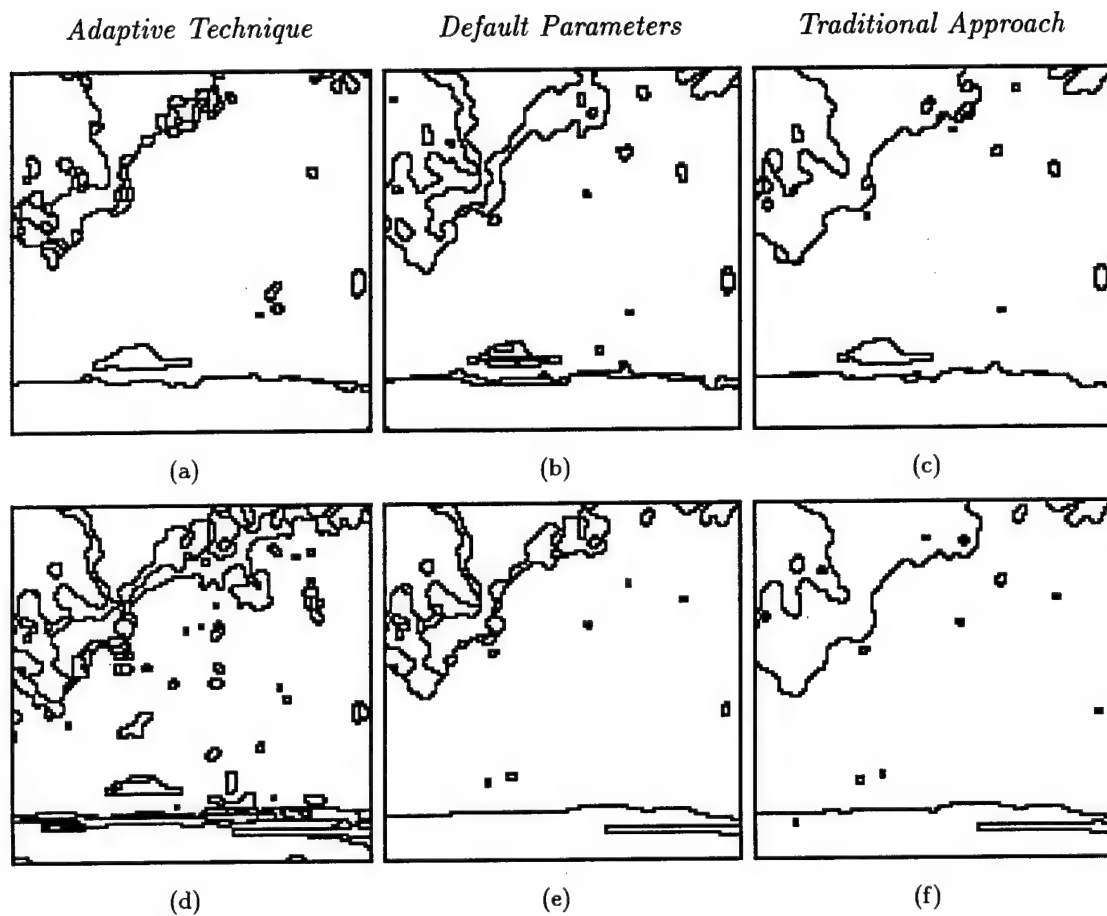 Adaptive Technique Default Parameters Traditional Approach
(a) (b) (c)
(d) (e) (f)